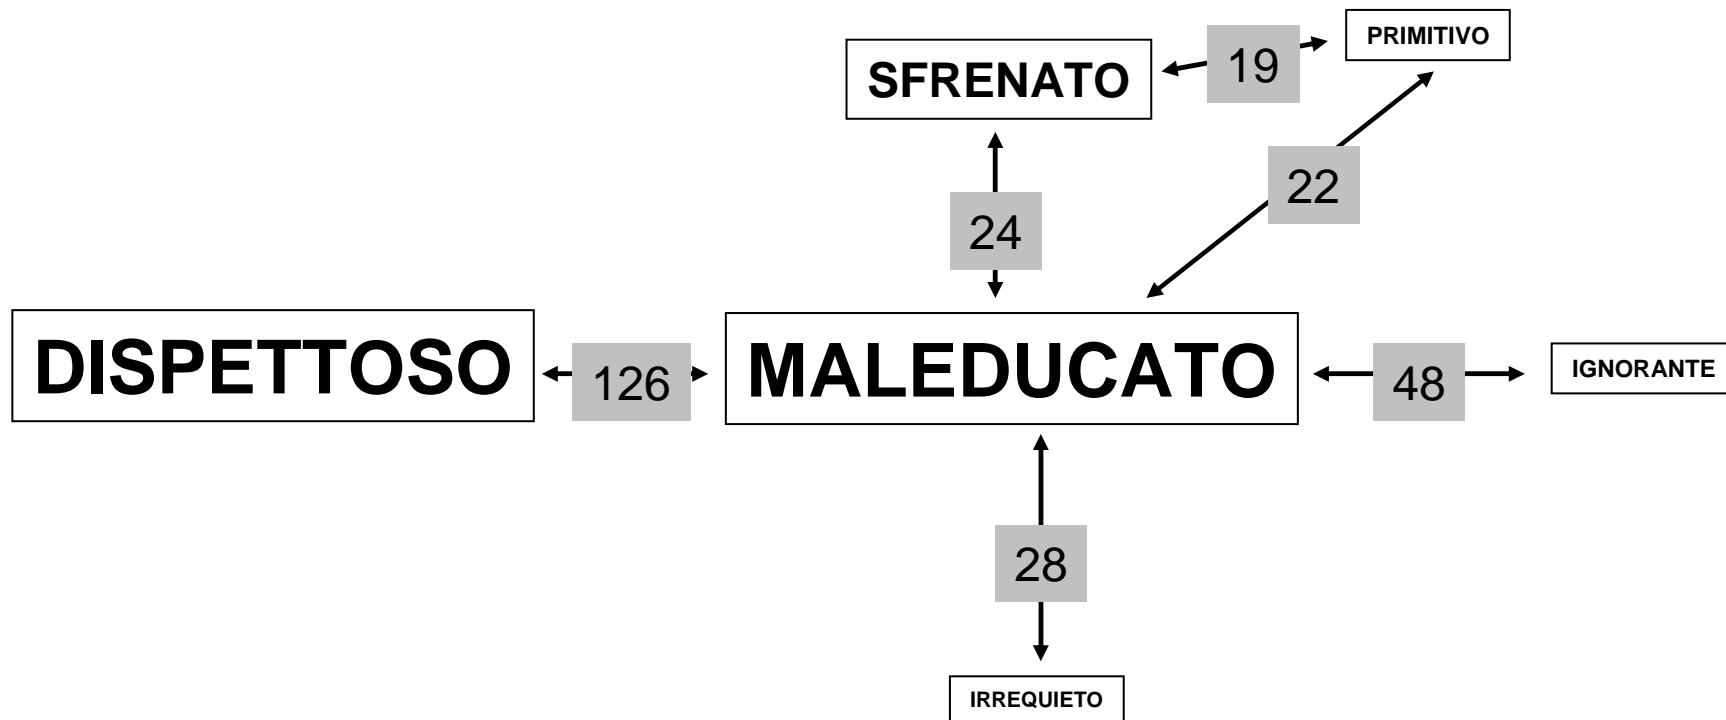 PRIMITIVO
SFRENATO
19
22
24
DISPETTOSO
126
MALEDUCATO
48
IGNORANTE
28
IRREQUIETO